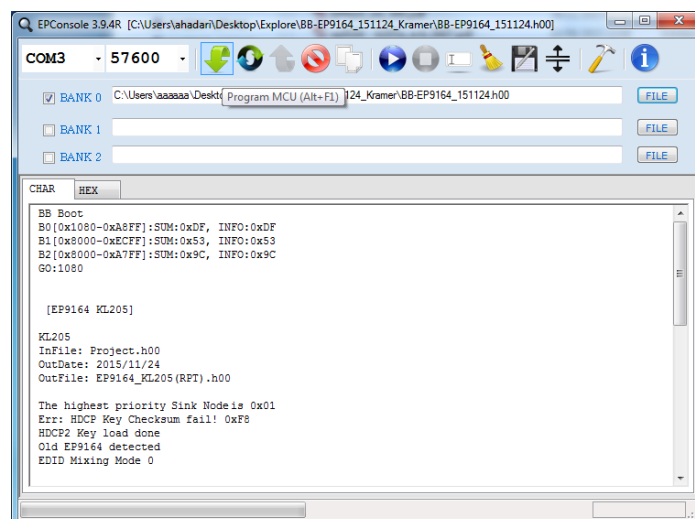 EPConsole 3.9.4R [C:\Users\ahadari\Desktop\Explore\BB-EP9164_151124_Kramer\BB-EP9164_151124.h00]
COM3 57600
BANK 0 C:\Users\aaaaaa\Deskto Program MCU (Alt+F1) 124_Kramer\BB-EP9164_151124.h00 FILE
BANK 1 FILE
BANK 2 FILE
CHAR HEX
BB Boot
B0[0x1080-0xA8FF]:SUM:0xDF, INFO:0xDF
B1[0x8000-0xECFF]:SUM:0x53, INFO:0x53
B2[0x8000-0xA7FF]:SUM:0x9C, INFO:0x9C
GO:1080
[EP9164 KL205]
KL205
InFile: Project.h00
OutDate: 2015/11/24
OutFile: EP9164_KL205(RPT).h00
The highest priority Sink Node is 0x01
Err: HDCP Key Checksum fail! 0xF8
HDCP2 Key load done
Old EP9164 detected
EDID Mixing Mode 0